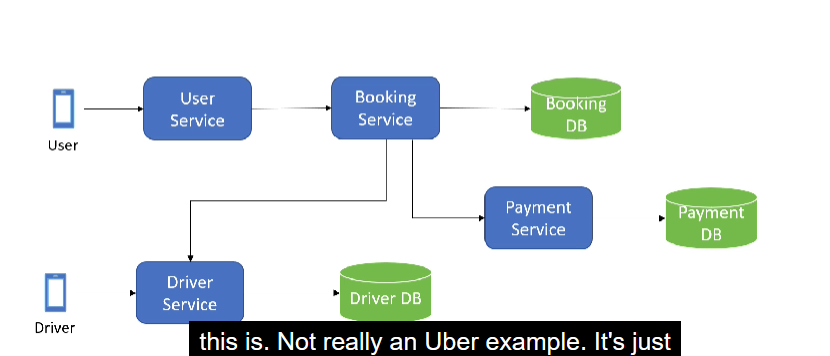 User
Service
Booking
Service
Booking
DB
User
Payment
Service
Payment
DB
Driver
Service
Driver DB
Driver
this is. Not really an Uber example. It's just